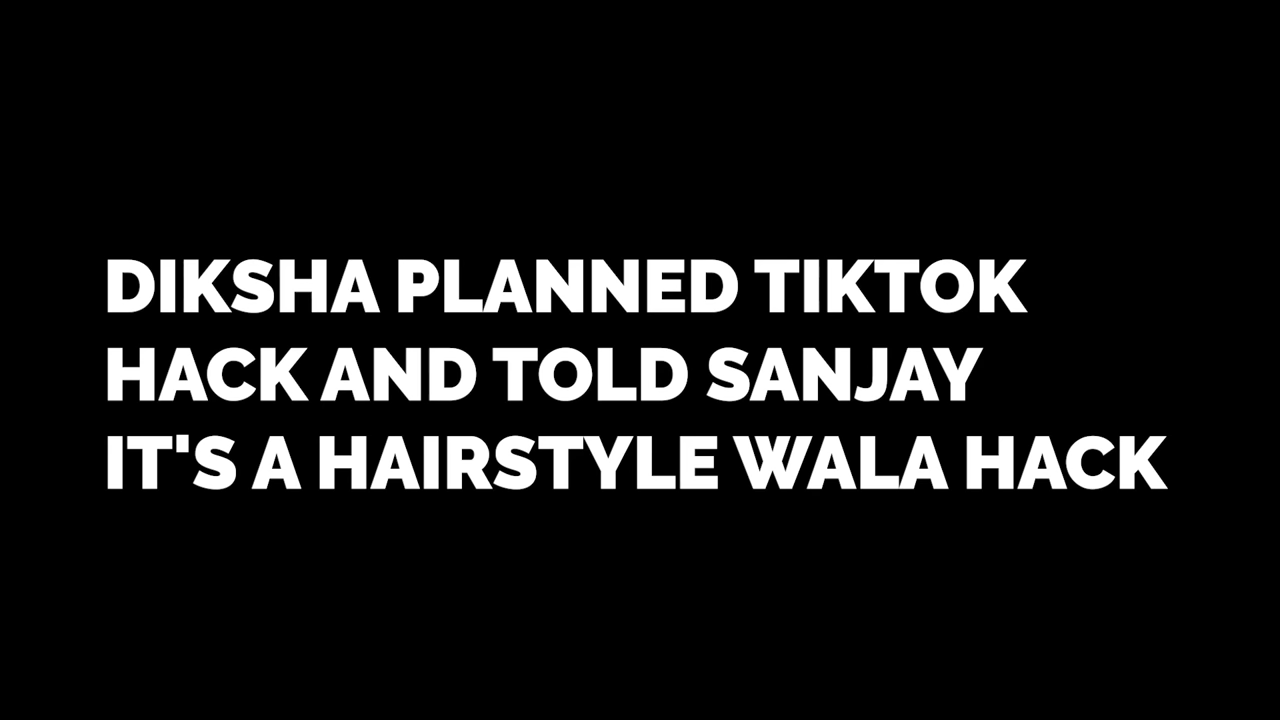 DIKSHA PLANNED TIKTOK
HACK AND TOLD SANJAY
IT'S A HAIRSTYLE WALA HACK